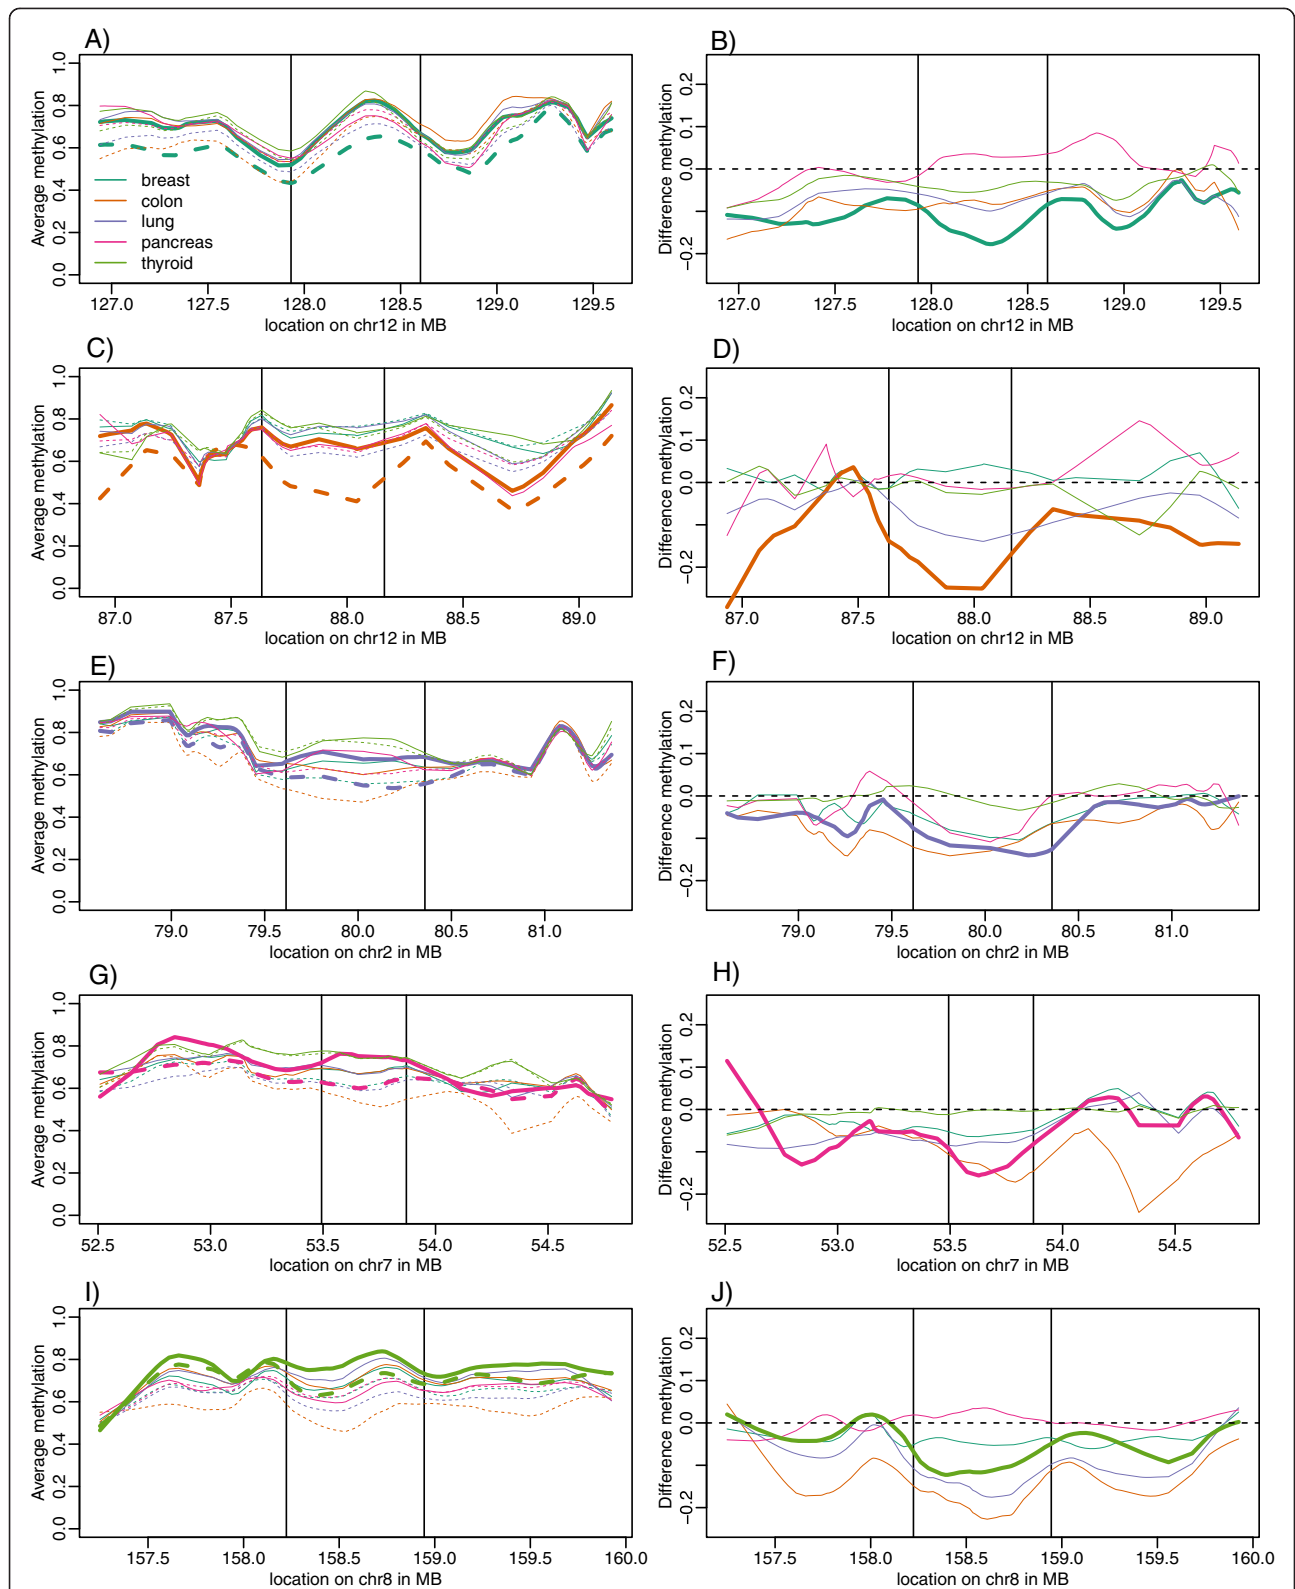 A)
Average methylation
0.0 0.2 0.4 0.6 0.8 1.0
breast
colon
lung
pancreas
thyroid
127.0 127.5 128.0 128.5 129.0 129.5
location on chr12 in MB
B)
Difference methylation
−0.2 0.0 0.1 0.2
127.0 127.5 128.0 128.5 129.0 129.5
location on chr12 in MB
C)
Average methylation
0.0 0.2 0.4 0.6 0.8 1.0
87.0 87.5 88.0 88.5 89.0
location on chr12 in MB
D)
Difference methylation
−0.2 0.0 0.1 0.2
87.0 87.5 88.0 88.5 89.0
location on chr12 in MB
E)
Average methylation
0.0 0.2 0.4 0.6 0.8 1.0
79.0 79.5 80.0 80.5 81.0
location on chr2 in MB
F)
Difference methylation
−0.2 0.0 0.1 0.2
79.0 79.5 80.0 80.5 81.0
location on chr2 in MB
G)
Average methylation
0.0 0.2 0.4 0.6 0.8 1.0
52.5 53.0 53.5 54.0 54.5
location on chr7 in MB
H)
Difference methylation
−0.2 0.0 0.1 0.2
52.5 53.0 53.5 54.0 54.5
location on chr7 in MB
I)
Average methylation
0.0 0.2 0.4 0.6 0.8 1.0
157.5 158.0 158.5 159.0 159.5 160.0
location on chr8 in MB
J)
Difference methylation
−0.2 0.0 0.1 0.2
157.5 158.0 158.5 159.0 159.5 160.0
location on chr8 in MB